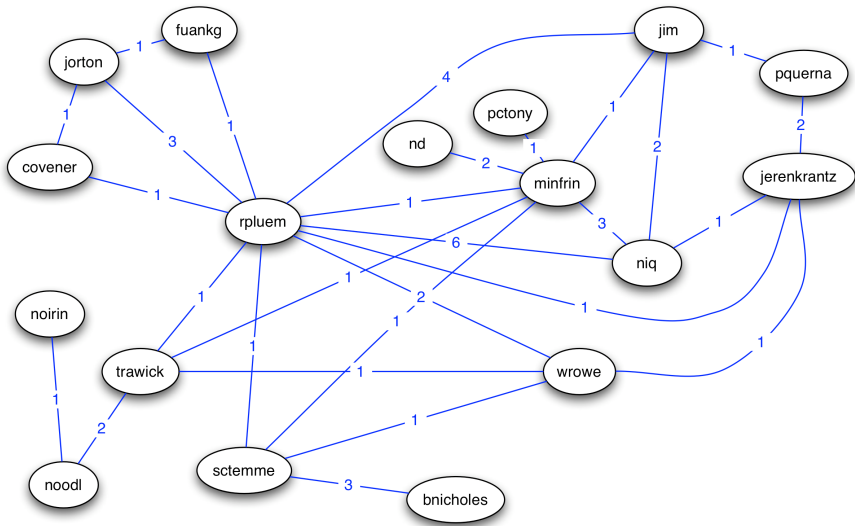 fuankg
jim
1
jorton
1
pquerna
4
1
pctony
1
1
2
3
1
2
nd
2
1
covener
minfrin
jerenkrantz
1
1
rpluem
3
1
6
niq
1
2
1
noirin
1
1
1
1
1
trawick
1
wrowe
1
2
1
sctemme
noodl
3
bnicholes